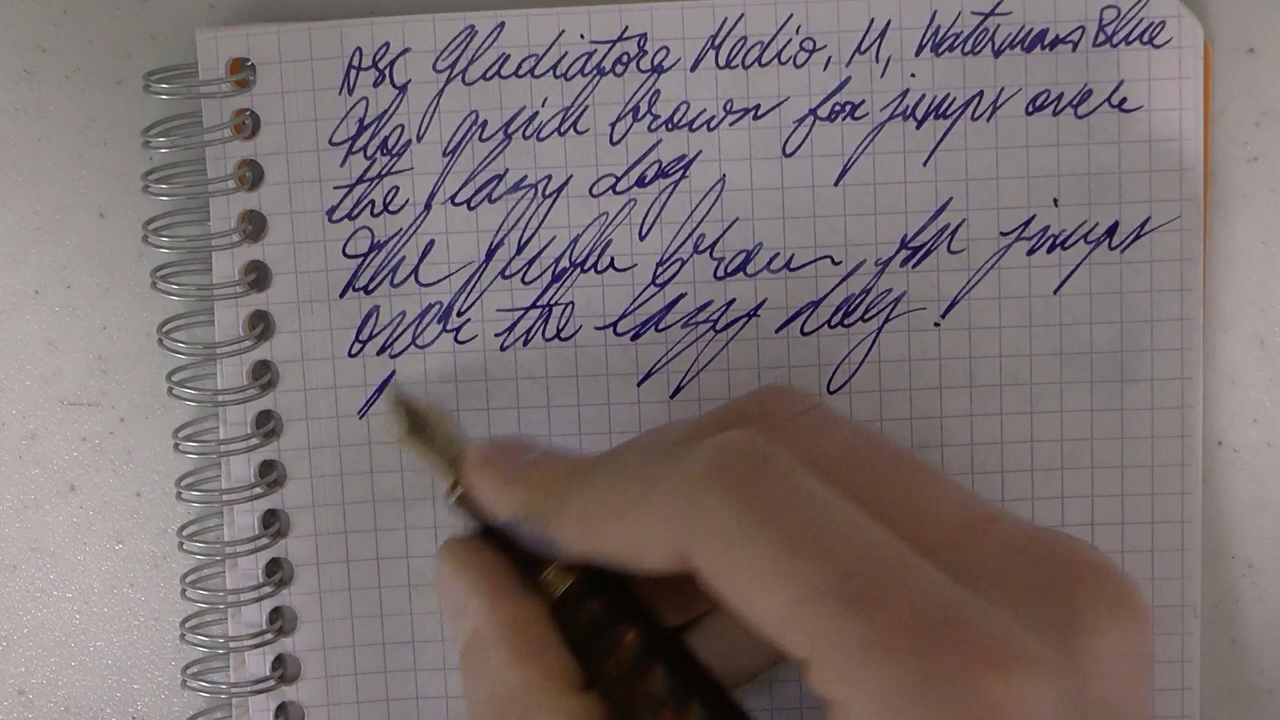 ASC Gladiatore Medio, M, Waterman Blue
The quick brown fox jumps over
the lazy dog
The quick brown fox jumps
over the lazy dog!